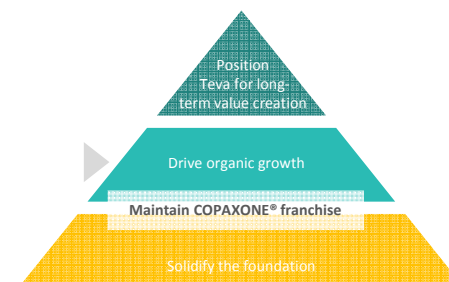 Position
Teva for long-
term value creation
Drive organic growth
Maintain COPAXONE® franchise
Solidify the foundation